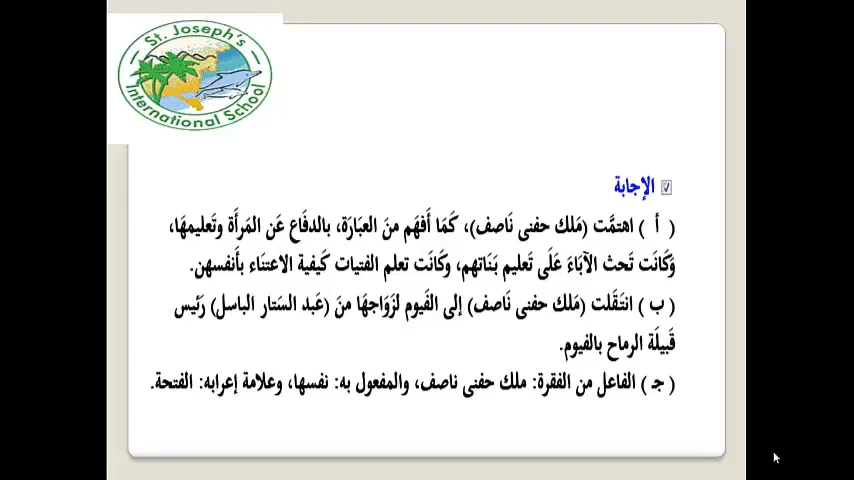 St. Joseph's
International School
الإجابة
( أ ) اهتمَّت (مَلك حفنى نَاصف)، كَمَا أَفهَم منَ العبَارَة، بالدفَاع عَن المَرأَة وتَعليمهَا،
وَكَانَت تَحث الآبَاءَ عَلَى تَعليم بَنَاتهم، وكَانَت تعلم الفتيات كَيفية الاعتنَاء بأَنفسهن.
( ب ) انتَقَلت (مَلك حفنى نَاصف) إلى الفَيوم لزَوَاجهَا منَ (عَبد السَتار الباسل) رَئيس
قَبيلَة الرماح بالفيوم.
( جـ ) الفاعل من الفقرة: ملك حفنى ناصف، والمفعول به: نفسها، وعلامة إعرابه: الفتحة.